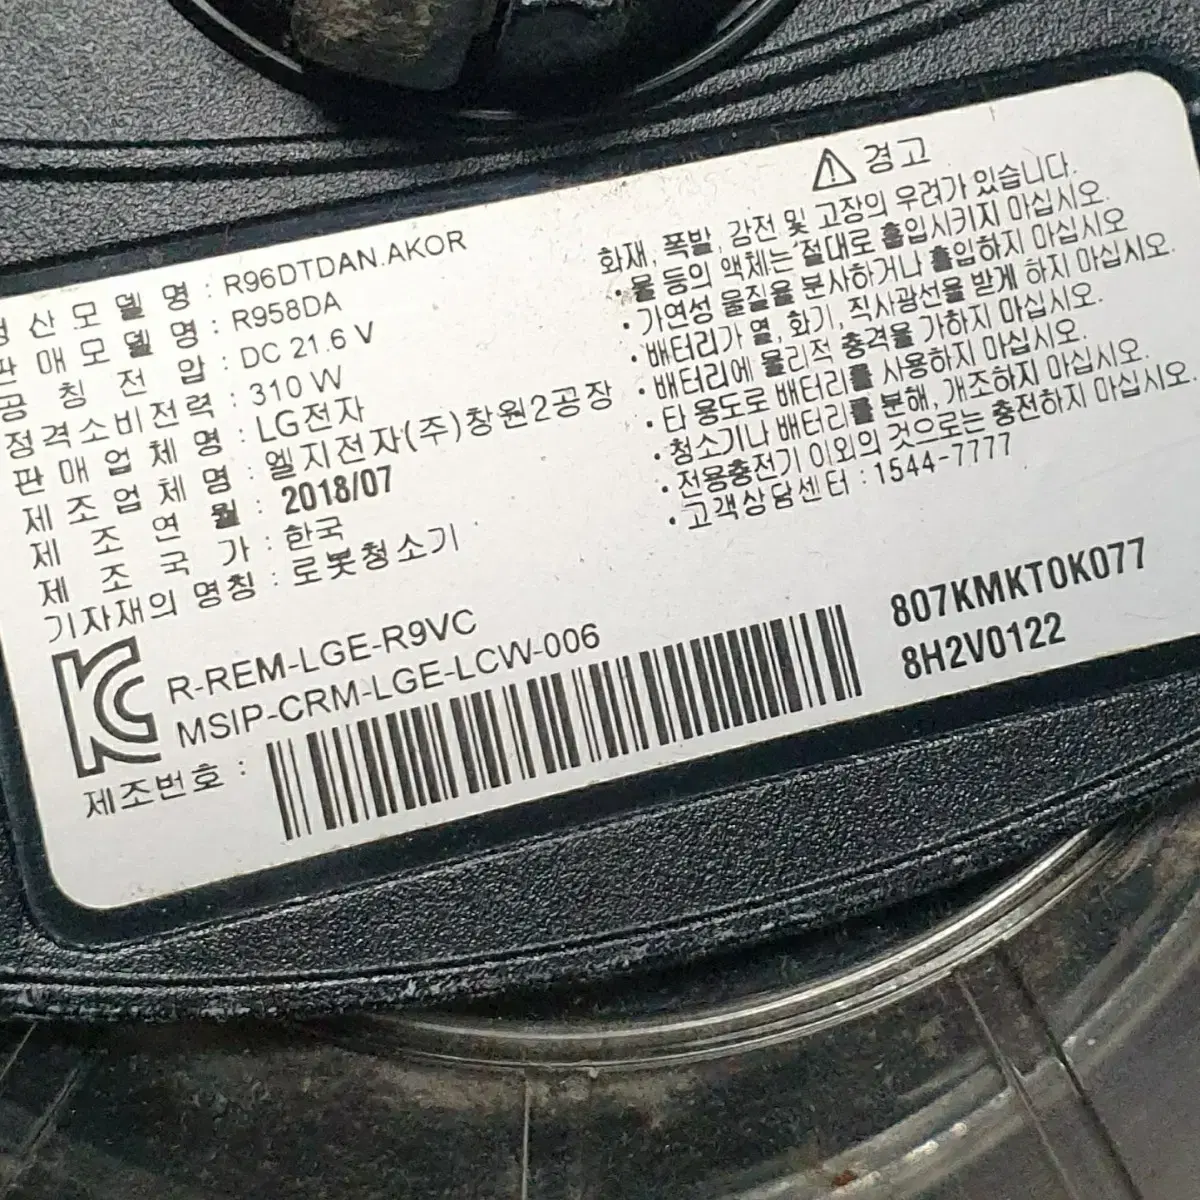 생산모델명 : R96DTDAN.AKOR
판매모델명 : R958DA
공칭전압 : DC 21.6 V
정격소비전력 : 310 W
판매업체명 : LG전자
제조업체명 : 엘지전자(주)창원2공장
제조연월 : 2018/07
제조국가 : 한국
기자재의 명칭 : 로봇청소기
R-REM-LGE-R9VC
MSIP-CRM-LGE-LCW-006
제조번호 :
경고
화재, 폭발, 감전 및 고장의 우려가 있습니다.
· 물 등의 액체는 절대로 흡입시키지 마십시오.
· 가연성 물질을 분사하거나 흡입하지 마십시오.
· 배터리가 열, 화기, 직사광선을 받게 하지 마십시오.
· 배터리에 물리적 충격을 가하지 마십시오.
· 타 용도로 배터리를 사용하지 마십시오.
· 청소기나 배터리를 분해, 개조하지 마십시오.
· 전용충전기 이외의 것으로는 충전하지 마십시오.
· 고객상담센터 : 1544-7777
807KMKT0K077
8H2V0122